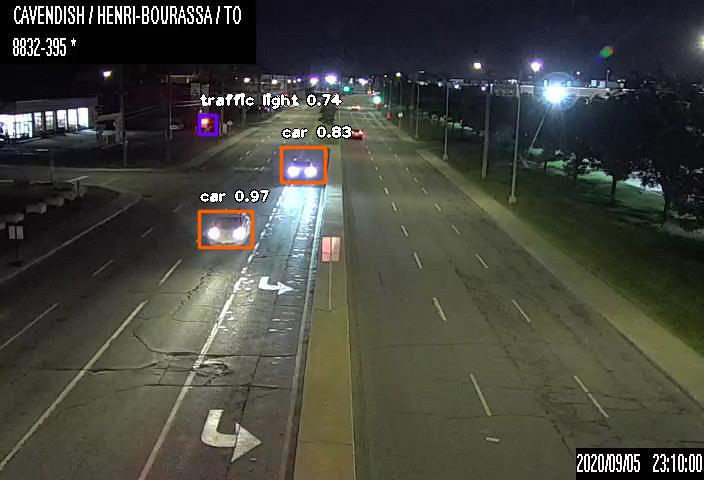 CAVENDISH / HENRI-BOURASSA / TO
8832-395 *
traffic light 0.74
car 0.83
car 0.97
2020/09/05 23:10:00